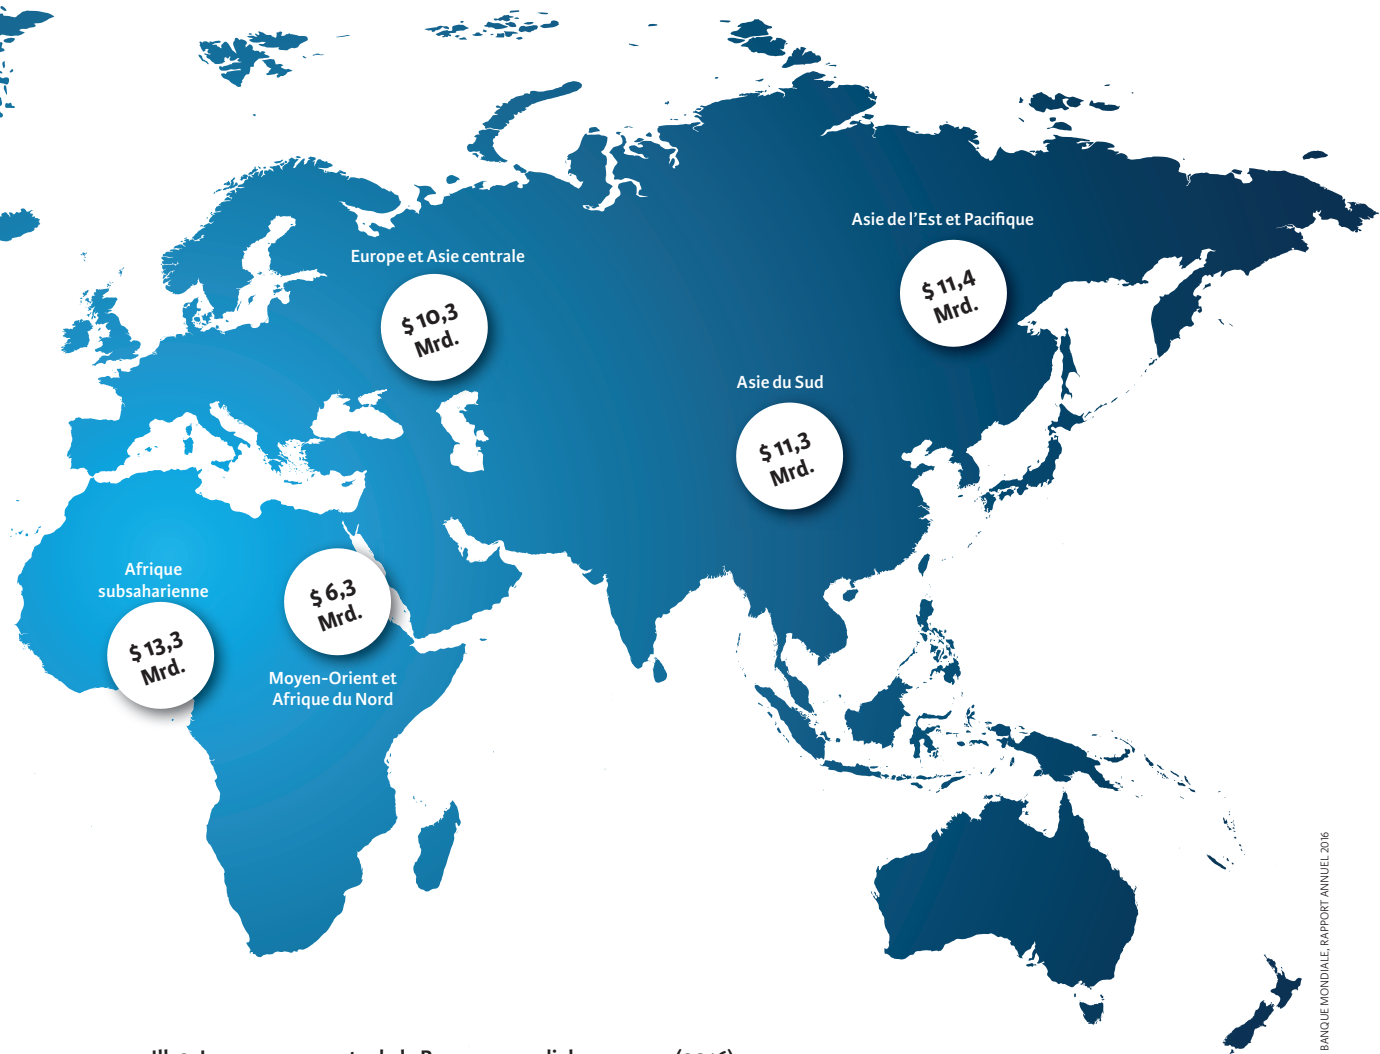 Asie de l’Est et Pacifique
$ 11,4
Mrd.
Europe et Asie centrale
$ 10,3
Mrd.
Asie du Sud
$ 11,3
Mrd.
Afrique
subsaharienne
$ 13,3
Mrd.
$ 6,3
Mrd.
Moyen-Orient et
Afrique du Nord
BANQUE MONDIALE, RAPPORT ANNUEL 2016